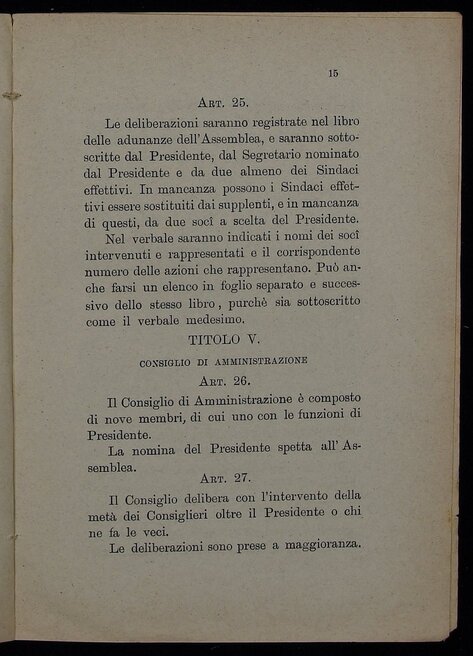 15
Art. 25.
Le deliberazioni saranno registrate nel libro
delle adunanze dell'Assemblea, e saranno sotto-
scritte dal Presidente, dal Segretario nominato
dal Presidente e da due almeno dei Sindaci
effettivi. In mancanza possono i Sindaci effet-
tivi essere sostituiti dai supplenti, e in mancanza
di questi, da due socî a scelta del Presidente.
Nel verbale saranno indicati i nomi dei socî
intervenuti e rappresentati e il corrispondente
numero delle azioni che rappresentano. Può an-
che farsi un elenco in foglio separato e succes-
sivo dello stesso libro, purchè sia sottoscritto
come il verbale medesimo.
TITOLO V.
CONSIGLIO DI AMMINISTRAZIONE
Art. 26.
Il Consiglio di Amministrazione è composto
di nove membri, di cui uno con le funzioni di
Presidente.
La nomina del Presidente spetta all'As-
semblea.
Art. 27.
Il Consiglio delibera con l'intervento della
metà dei Consiglieri oltre il Presidente o chi
ne fa le veci.
Le deliberazioni sono prese a maggioranza.